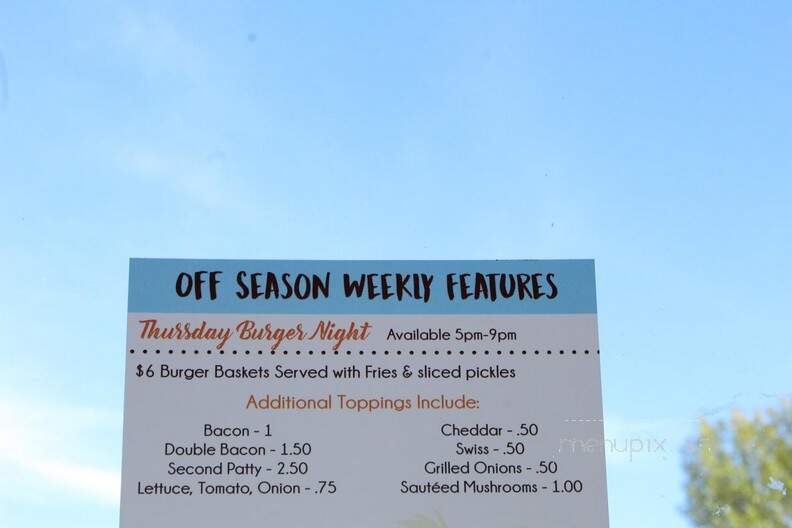 OFF SEASON WEEKLY FEATURES
Thursday Burger Night Available 5pm-9pm
$6 Burger Baskets Served with Fries & sliced pickles
Additional Toppings Include:
Bacon - 1
Double Bacon - 1.50
Second Patty - 2.50
Lettuce, Tomato, Onion - .75
Cheddar - .50
Swiss - .50
Grilled Onions - .50
Sautéed Mushrooms - 1.00
menupix